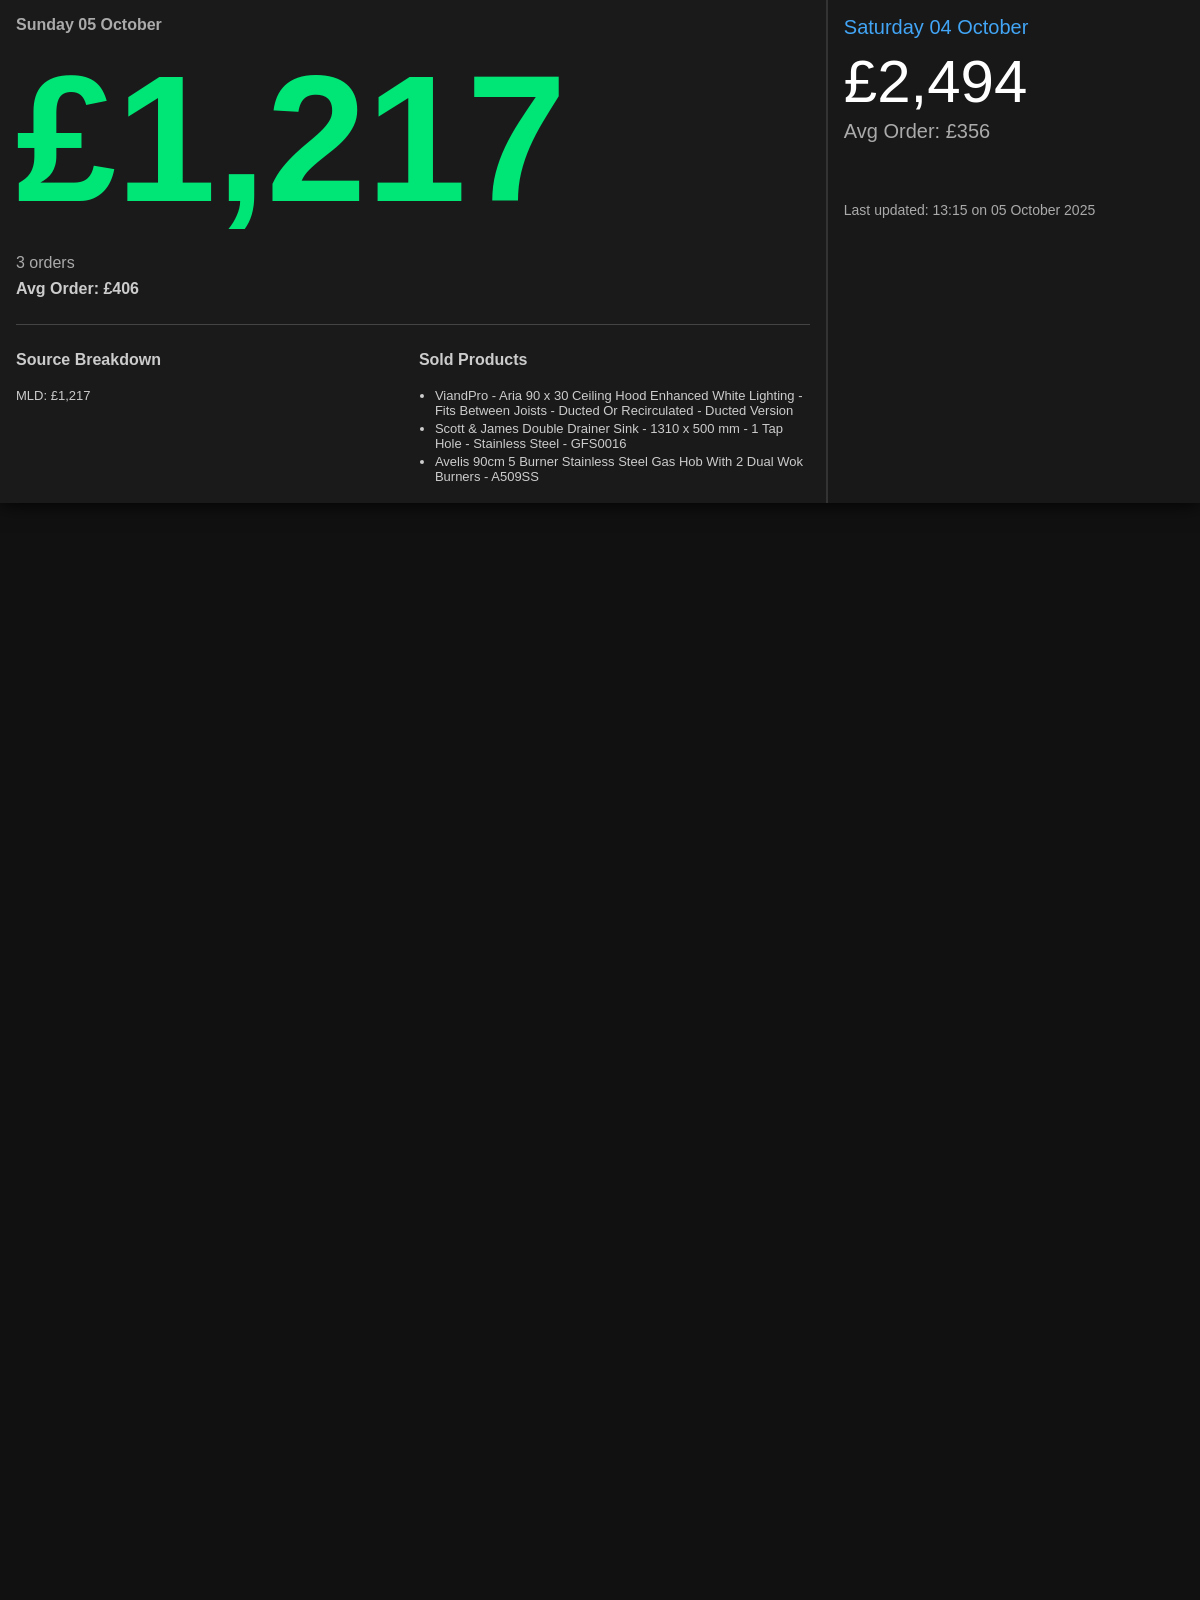 Sunday 05 October
£1,217
3 orders
Avg Order: £406
Source Breakdown
MLD: £1,217
Sold Products
• ViandPro - Aria 90 x 30 Ceiling Hood Enhanced White Lighting -
Fits Between Joists - Ducted Or Recirculated - Ducted Version
• Scott & James Double Drainer Sink - 1310 x 500 mm - 1 Tap
Hole - Stainless Steel - GFS0016
• Avelis 90cm 5 Burner Stainless Steel Gas Hob With 2 Dual Wok
Burners - A509SS
Saturday 04 October
£2,494
Avg Order: £356
Last updated: 13:15 on 05 October 2025